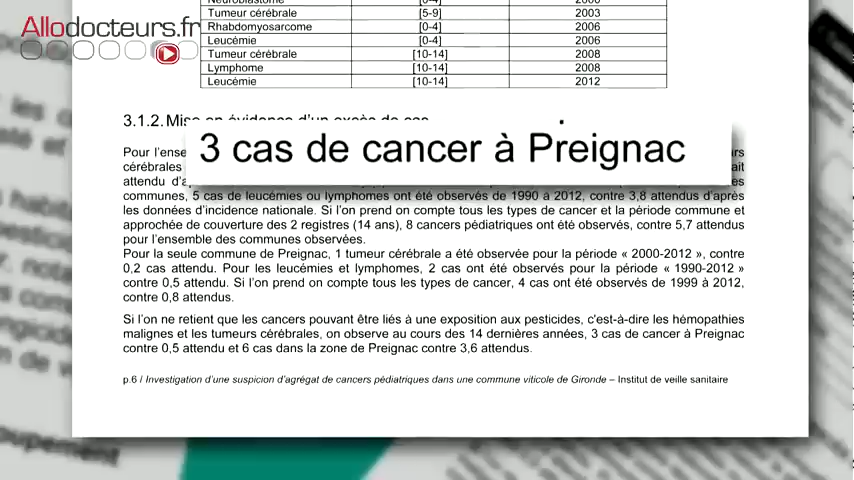 Allodocteurs.fr
Neuroblastome [0-4] 2000
Tumeur cérébrale [5-9] 2003
Rhabdomyosarcome [0-4] 2006
Leucémie [0-4] 2006
Tumeur cérébrale [10-14] 2008
Lymphome [10-14] 2008
Leucémie [10-14] 2012
3.1.2. Mise en évidence d'un excès de cas
3 cas de cancer à Preignac
Pour l'ense
cérébrales
attendu d'a
communes, 5 cas de leucémies ou lymphomes ont été observés de 1990 à 2012, contre 3,8 attendus d'après
les données d'incidence nationale. Si l'on prend on compte tous les types de cancer et la période commune et
approchée de couverture des 2 registres (14 ans), 8 cancers pédiatriques ont été observés, contre 5,7 attendus
pour l'ensemble des communes observées.
Pour la seule commune de Preignac, 1 tumeur cérébrale a été observée pour la période « 2000-2012 », contre
0,2 cas attendu. Pour les leucémies et lymphomes, 2 cas ont été observés pour la période « 1990-2012 »
contre 0,5 attendu. Si l'on prend on compte tous les types de cancer, 4 cas ont été observés de 1999 à 2012,
contre 0,8 attendus.
Si l'on ne retient que les cancers pouvant être liés à une exposition aux pesticides, c'est-à-dire les hémopathies
malignes et les tumeurs cérébrales, on observe au cours des 14 dernières années, 3 cas de cancer à Preignac
contre 0,5 attendu et 6 cas dans la zone de Preignac contre 3,6 attendus.
p.6 / Investigation d'une suspicion d'agrégat de cancers pédiatriques dans une commune viticole de Gironde – Institut de veille sanitaire